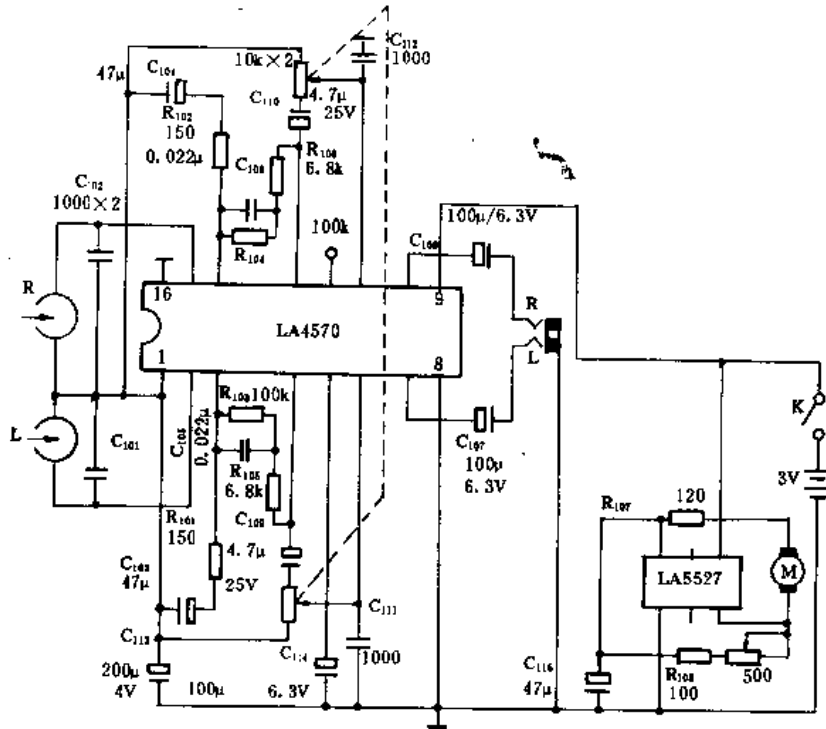 C₁₁₂
1000
10k×2
47μ
C₁₀₄
4.7μ
25V
C₁₁₀
R₁₀₂
150
0.022μ
R₁₀₆
6.8k
C₁₀₆
C₁₀₂
1000×2
100k
100μ/6.3V
C₁₀₈
R₁₀₄
16
9
R
LA4570
R
L
1
8
K
L
C₁₀₁
C₁₀₅
0.022μ
R₁₀₃
100k
C₁₀₇
100μ
6.3V
3V
R₁₀₅
6.8k
R₁₀₇
120
R₁₀₁
150
C₁₀₉
4.7μ
25V
C₁₀₃
47μ
LA5527
M
C₁₁₁
1000
C₁₁₃
200μ
4V
100μ
C₁₁₄
6.3V
C₁₁₆
47μ
R₁₀₈
100
500